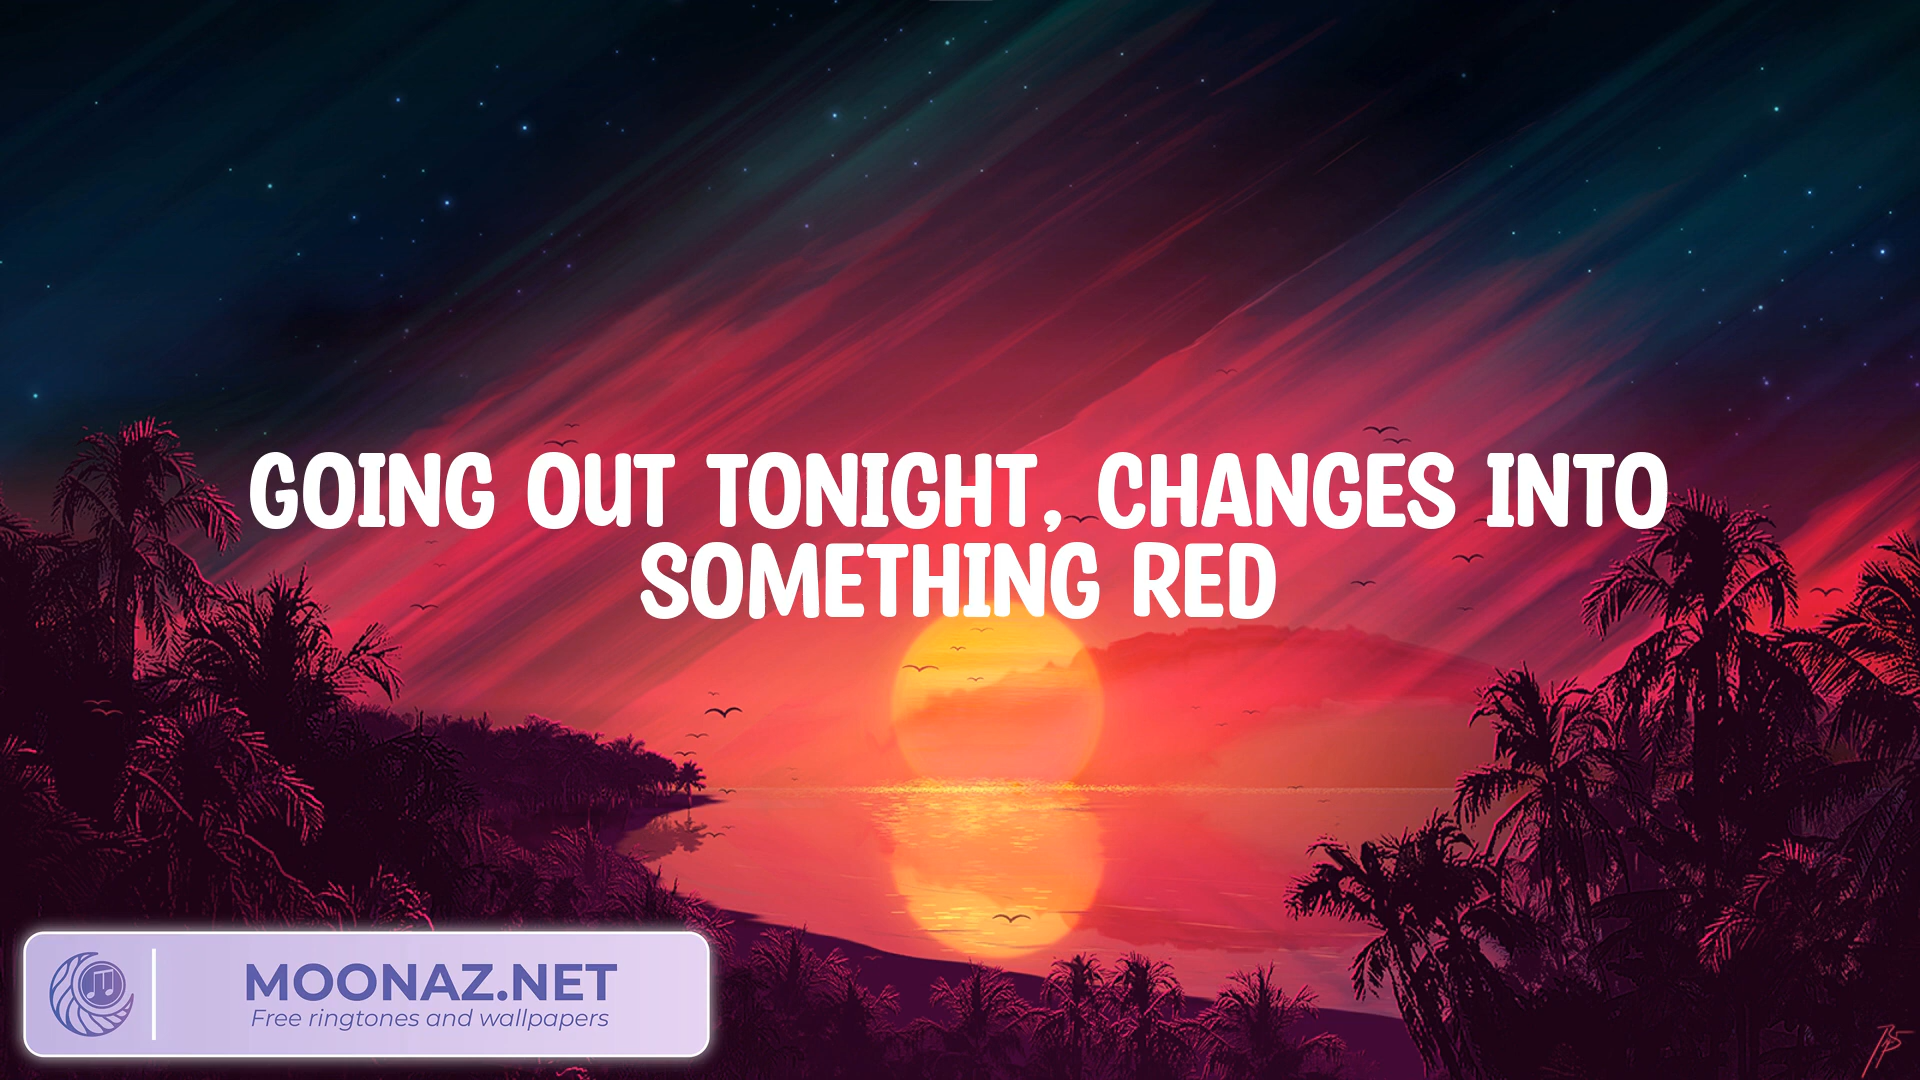 GOING OUT TONIGHT, CHANGES INTO
SOMETHING RED
MOONAZ.NET
Free ringtones and wallpapers